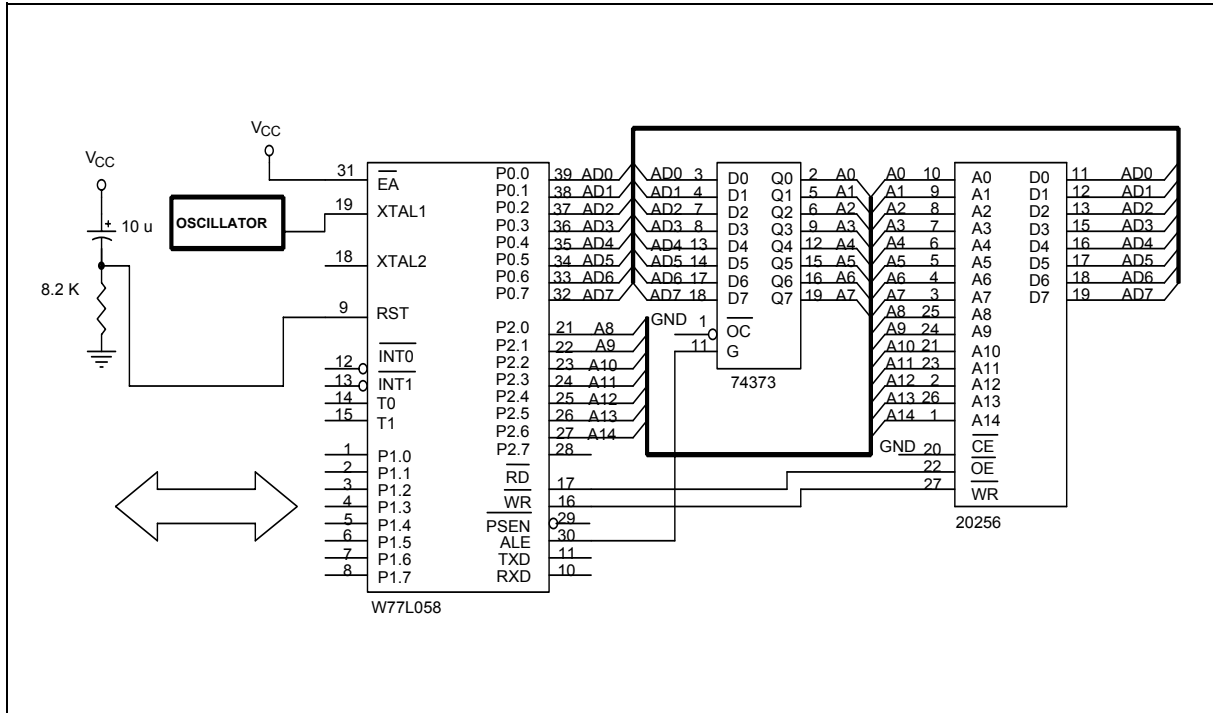 VCC
10 u
8.2 K
VCC
OSCILLATOR
31 EA
19 XTAL1
18 XTAL2
9 RST
12 INT0
13 INT1
14 T0
15 T1
1 P1.0
2 P1.1
3 P1.2
4 P1.3
5 P1.4
6 P1.5
7 P1.6
8 P1.7
P0.0 39 AD0
P0.1 38 AD1
P0.2 37 AD2
P0.3 36 AD3
P0.4 35 AD4
P0.5 34 AD5
P0.6 33 AD6
P0.7 32 AD7
P2.0 21 A8
P2.1 22 A9
P2.2 23 A10
P2.3 24 A11
P2.4 25 A12
P2.5 26 A13
P2.6 27 A14
P2.7 28
RD 17
WR 16
PSEN 29
ALE 30
TXD 11
RXD 10
W77L058
AD0 3 D0 Q0 2 A0
AD1 4 D1 Q1 5 A1
AD2 7 D2 Q2 6 A2
AD3 8 D3 Q3 9 A3
AD4 13 D4 Q4 12 A4
AD5 14 D5 Q5 15 A5
AD6 17 D6 Q6 16 A6
AD7 18 D7 Q7 19 A7
GND 1 OC
11 G
74373
A0 10 A0 D0 11 AD0
A1 9 A1 D1 12 AD1
A2 8 A2 D2 13 AD2
A3 7 A3 D3 15 AD3
A4 6 A4 D4 16 AD4
A5 5 A5 D5 17 AD5
A6 4 A6 D6 18 AD6
A7 3 A7 D7 19 AD7
A8 25 A8
A9 24 A9
A10 21 A10
A11 23 A11
A12 2 A12
A13 26 A13
A14 1 A14
GND 20 CE
22 OE
27 WR
20256